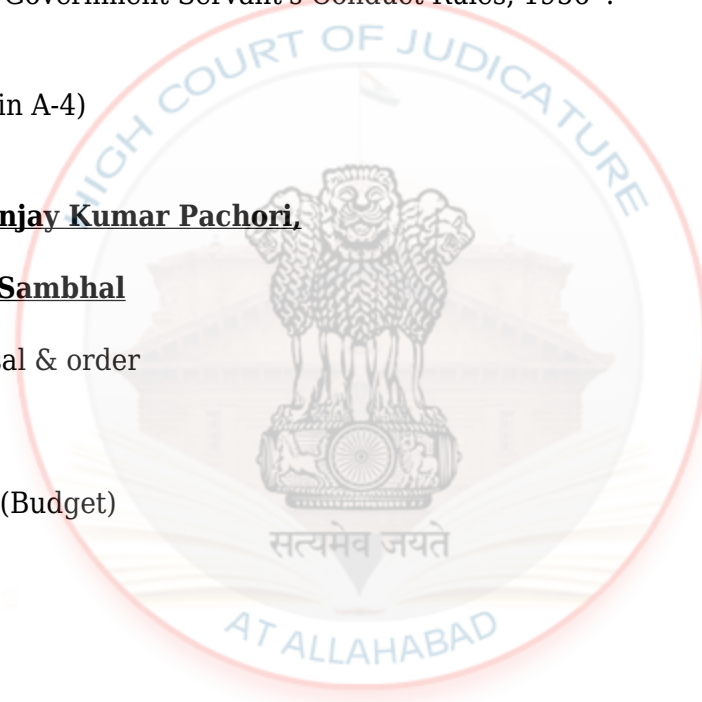 Government Servant's Conduct Rules, 1956".
HIGH COURT OF JUDICATURE
in A-4)
njay Kumar Pachori,
Sambhal
al & order
(Budget)
सत्यमेव जयते
AT ALLAHABAD